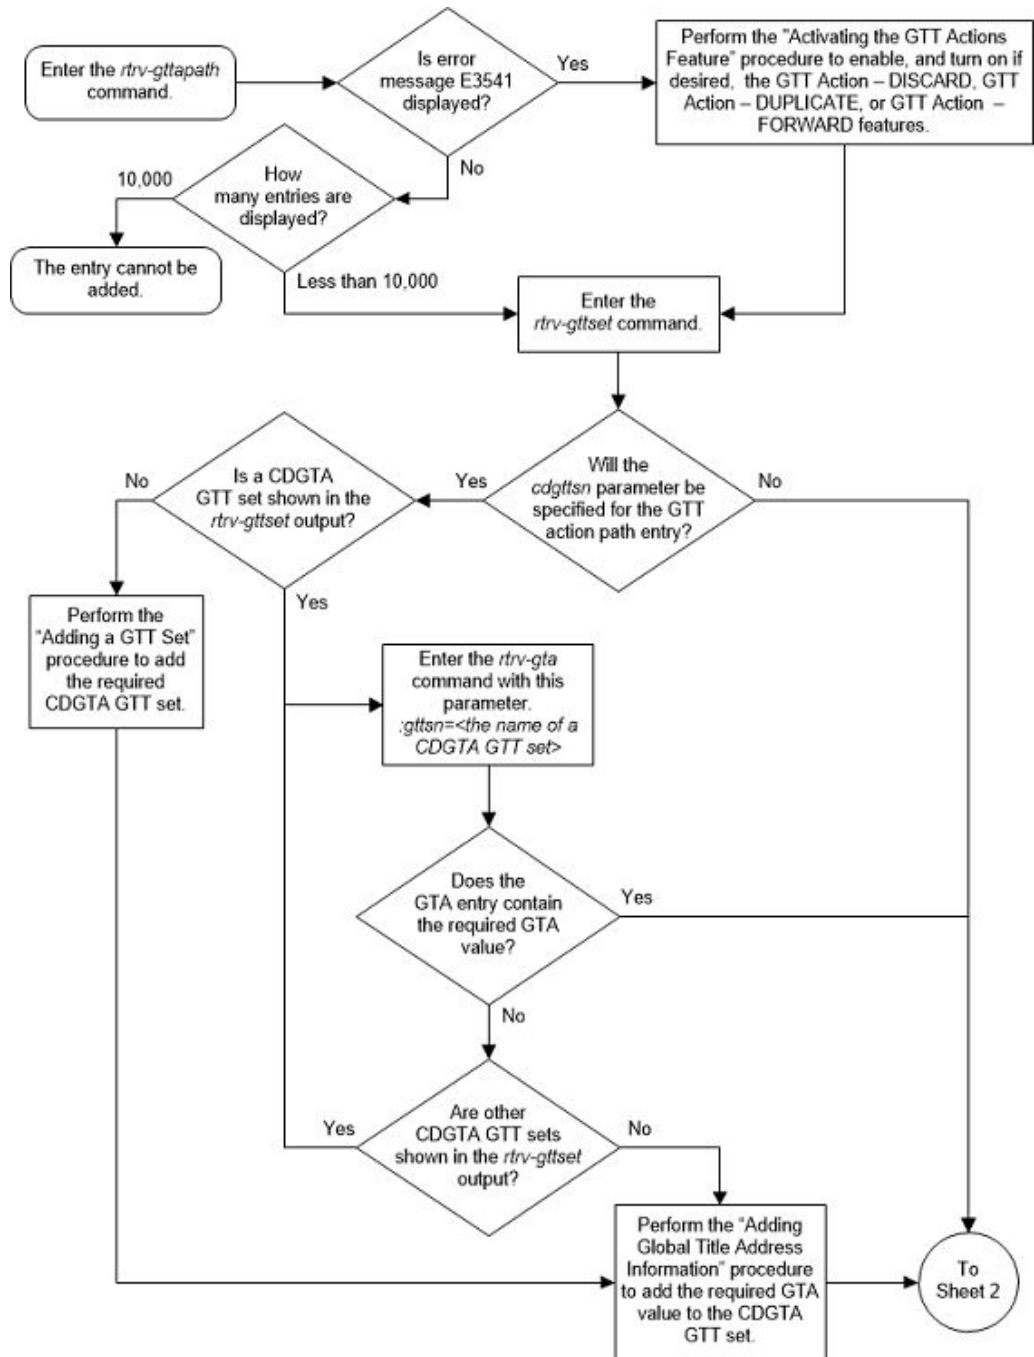 Enter the rtrv-gttapath
command.
Is error
message E3541
displayed?
Yes
Perform the "Activating the GTT Actions
Feature" procedure to enable, and turn on if
desired, the GTT Action – DISCARD, GTT
Action – DUPLICATE, or GTT Action –
FORWARD features.
No
How
many entries are
displayed?
10,000
The entry cannot be
added.
Less than 10,000
Enter the
rtrv-gttset command.
Will the
cdgttsn parameter be
specified for the GTT
action path entry?
Yes
No
Is a CDGTA
GTT set shown in the
rtrv-gttset output?
No
Yes
Perform the
“Adding a GTT Set”
procedure to add
the required
CDGTA GTT set.
Enter the rtrv-gta
command with this
parameter.
:gttsn=<the name of a
CDGTA GTT set>
Does the
GTA entry contain
the required GTA
value?
Yes
No
Are other
CDGTA GTT sets
shown in the rtrv-gttset
output?
Yes
No
Perform the “Adding
Global Title Address
Information” procedure
to add the required GTA
value to the CDGTA
GTT set.
To
Sheet 2